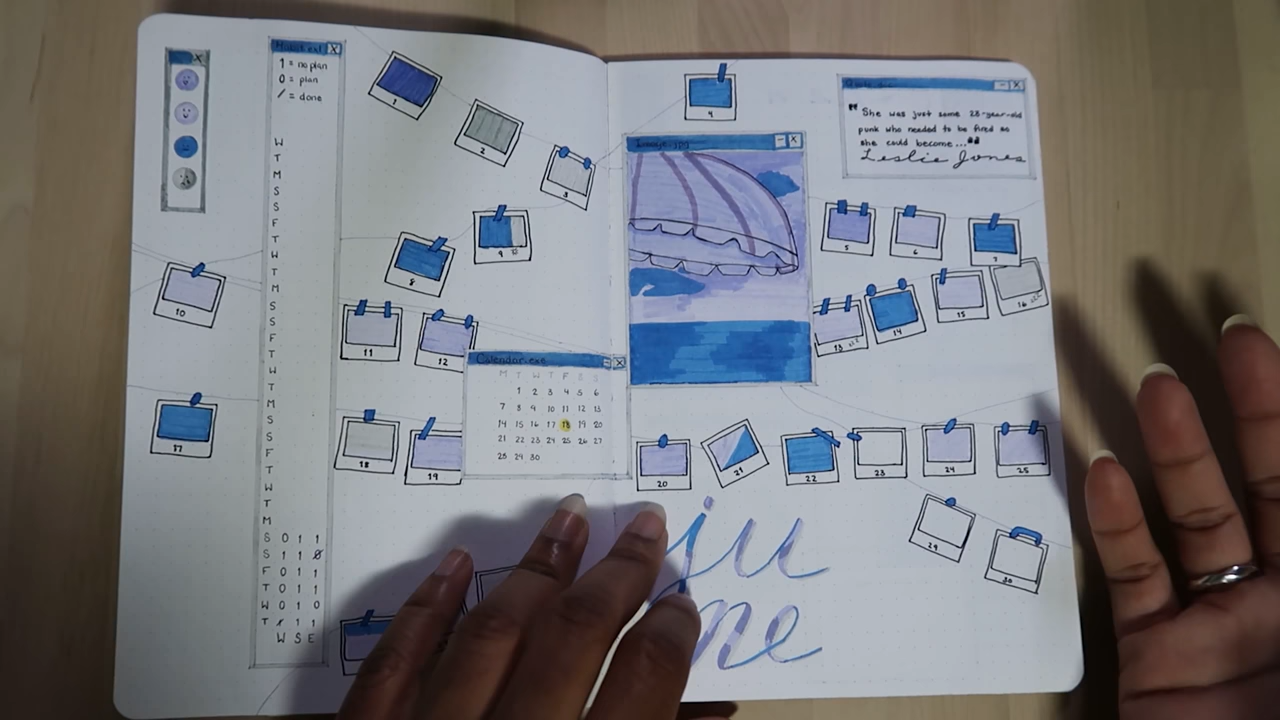 X
1 = no plan
0 = plan
/ = done
W
T
M
S
S
F
T
W
T
M
S
S
F
T
W
T
M
S
S
F
T
W
T
M
S 0 1 1
S 1 1 0
F 0 1 1
T 0 1 1
W 0 1 0
T / 1 1
W S E
1
2
3
4
Image.jpg - X
- X
"She was just some 28-year-old
punk who needed to be fired so
she could become..."
Leslie Jones
5
6
7
8
9
10
11
12
13
14
15
16
17
18
19
Calendar.exe - X
M T W T F S S
1 2 3 4 5 6
7 8 9 10 11 12 13
14 15 16 17 18 19 20
21 22 23 24 25 26 27
28 29 30
20
21
22
23
24
25
29
30
ju
ne